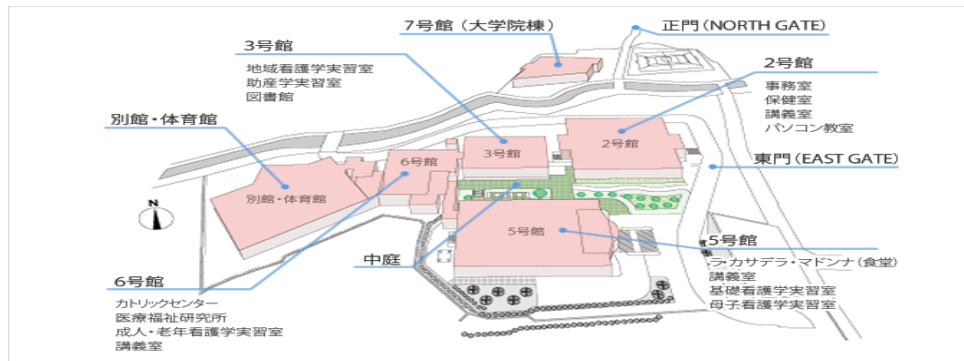 7号館（大学院棟）
正門（NORTH GATE）
3号館
地域看護学実習室
助産学実習室
図書館
2号館
事務室
保健室
講義室
パソコン教室
別館・体育館
6号館
3号館
2号館
東門（EAST GATE）
N
別館・体育館
5号館
中庭
5号館
ラ・カサデラ・マドンナ（食堂）
講義室
基礎看護学実習室
母子看護学実習室
6号館
カトリックセンター
医療福祉研究所
成人・老年看護学実習室
講義室